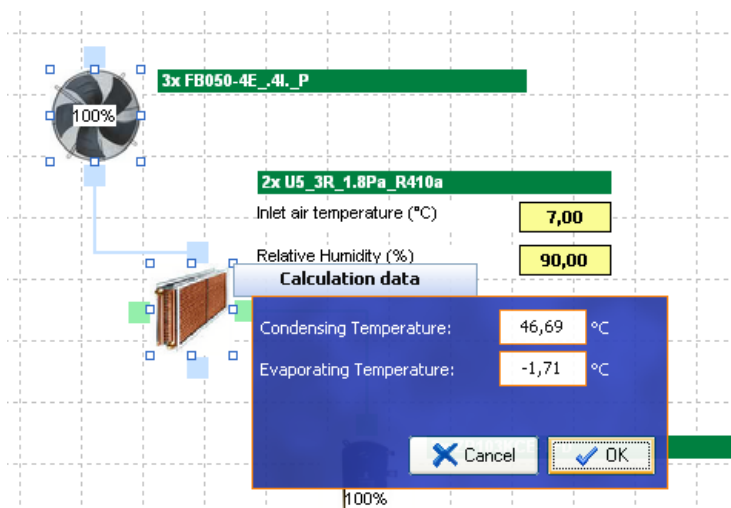 3x FB050-4E_.4I._P
100%
2x U5_3R_1.8Pa_R410a
Inlet air temperature (°C) 7,00
Relative Humidity (%) 90,00
Calculation data
Condensing Temperature: 46,69 °C
Evaporating Temperature: -1,71 °C
Cancel OK
100%